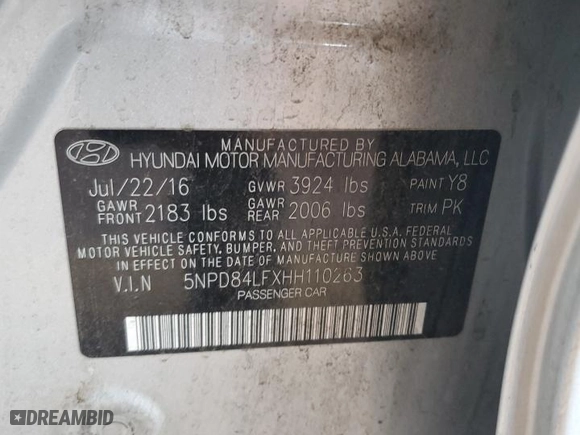 MANUFACTURED BY
HYUNDAI MOTOR MANUFACTURING ALABAMA, LLC
Jul/22/16 GVWR 3924 lbs PAINT Y8
GAWR FRONT 2183 lbs GAWR REAR 2006 lbs TRIM PK
THIS VEHICLE CONFORMS TO ALL APPLICABLE U.S.A. FEDERAL
MOTOR VEHICLE SAFETY, BUMPER, AND THEFT PREVENTION STANDARDS
IN EFFECT ON THE DATE OF MANUFACTURE SHOWN ABOVE.
V.I.N 5NPD84LFXHH110263
PASSENGER CAR
DREAMBID